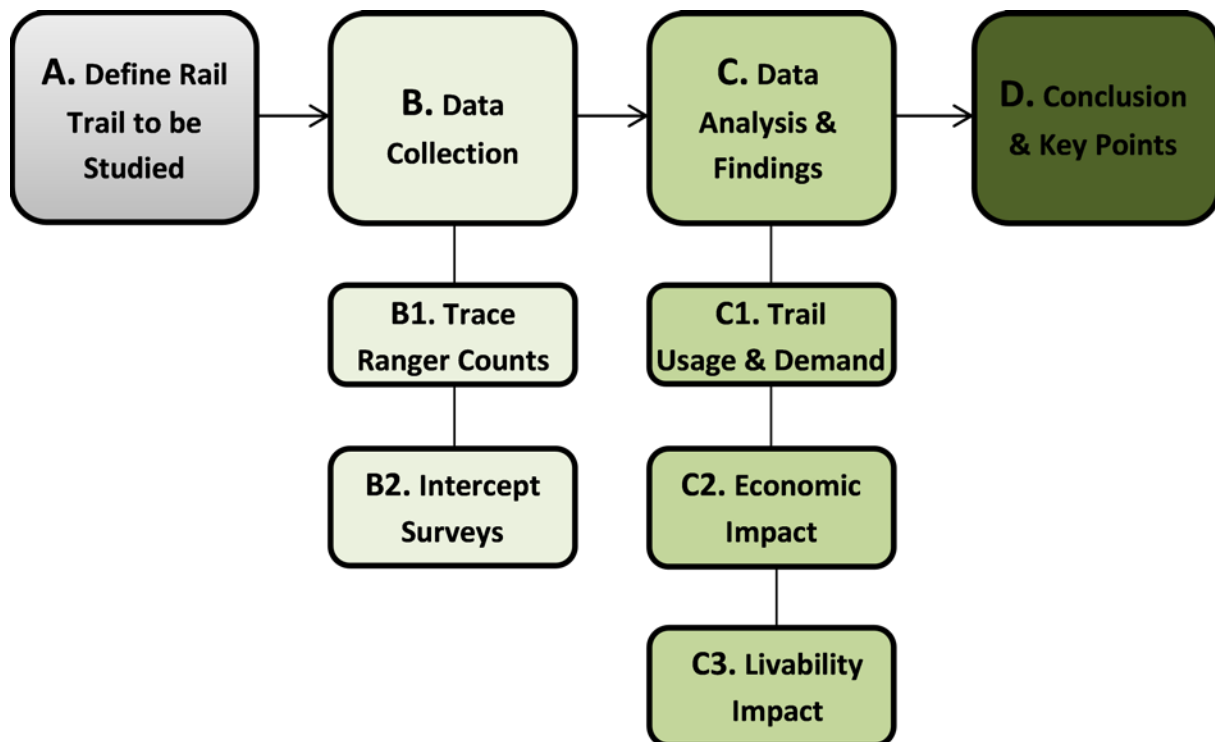 A. Define Rail
Trail to be
Studied
B. Data
Collection
C. Data
Analysis &
Findings
D. Conclusion
& Key Points
B1. Trace
Ranger Counts
C1. Trail
Usage & Demand
B2. Intercept
Surveys
C2. Economic
Impact
C3. Livability
Impact